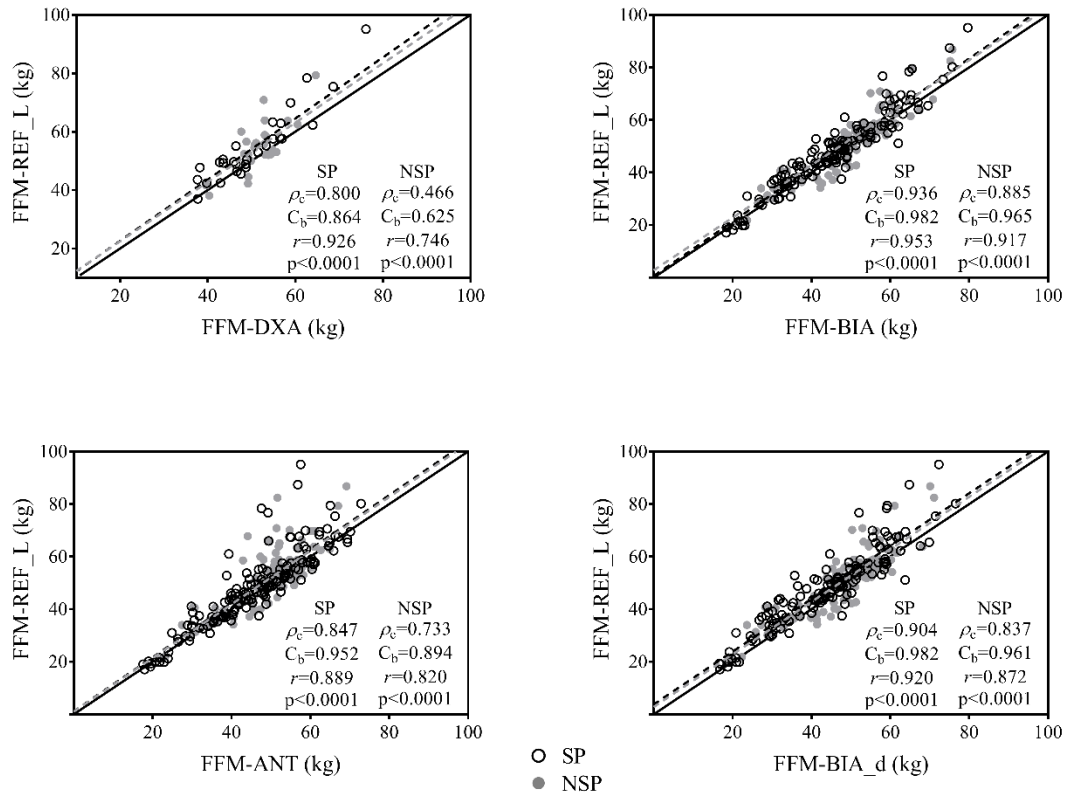 100
80
60
40
20
FFM-REF_L (kg)
SP NSP
ρc=0.800 ρc=0.466
Cb=0.864 Cb=0.625
r=0.926 r=0.746
p<0.0001 p<0.0001
20 40 60 80 100
FFM-DXA (kg)
100
80
60
40
20
FFM-REF_L (kg)
SP NSP
ρc=0.936 ρc=0.885
Cb=0.982 Cb=0.965
r=0.953 r=0.917
p<0.0001 p<0.0001
20 40 60 80 100
FFM-BIA (kg)
100
80
60
40
20
FFM-REF_L (kg)
SP NSP
ρc=0.847 ρc=0.733
Cb=0.952 Cb=0.894
r=0.889 r=0.820
p<0.0001 p<0.0001
20 40 60 80 100
FFM-ANT (kg)
100
80
60
40
20
FFM-REF_L (kg)
SP NSP
ρc=0.904 ρc=0.837
Cb=0.982 Cb=0.961
r=0.920 r=0.872
p<0.0001 p<0.0001
20 40 60 80 100
FFM-BIA_d (kg)
SP
NSP